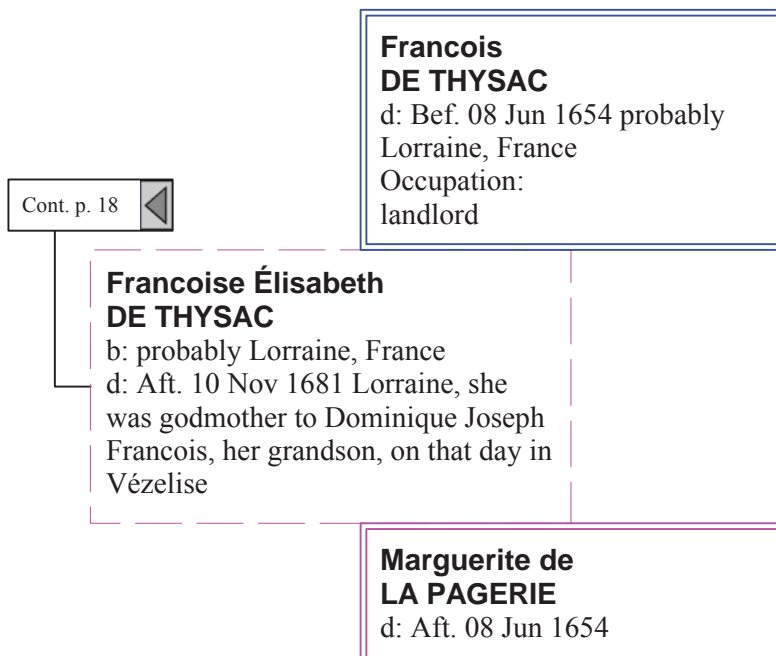 Francois
DE THYSAC
d: Bef. 08 Jun 1654 probably
Lorraine, France
Occupation:
landlord
Cont. p. 18
Francoise Élisabeth
DE THYSAC
b: probably Lorraine, France
d: Aft. 10 Nov 1681 Lorraine, she
was godmother to Dominique Joseph
Francois, her grandson, on that day in
Vézelise
Marguerite de
LA PAGERIE
d: Aft. 08 Jun 1654